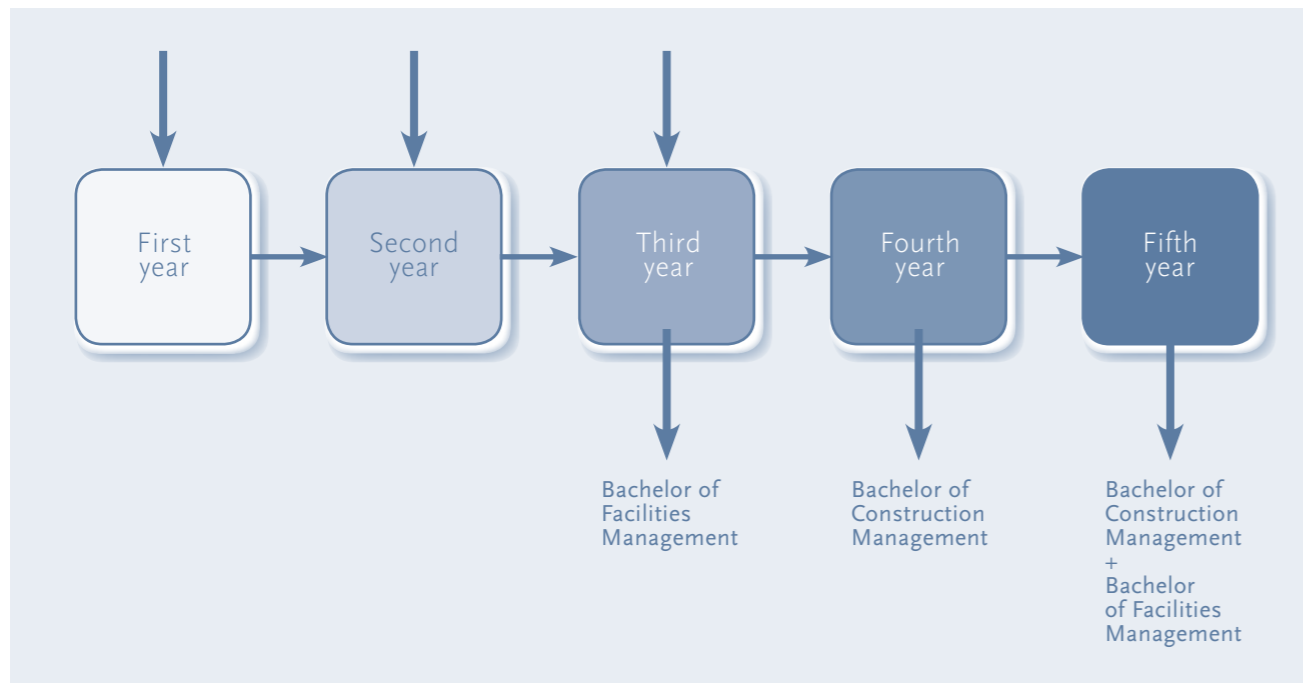 First
year
Second
year
Third
year
Fourth
year
Fifth
year
Bachelor of
Facilities
Management
Bachelor of
Construction
Management
Bachelor of
Construction
Management
+
Bachelor
of Facilities
Management